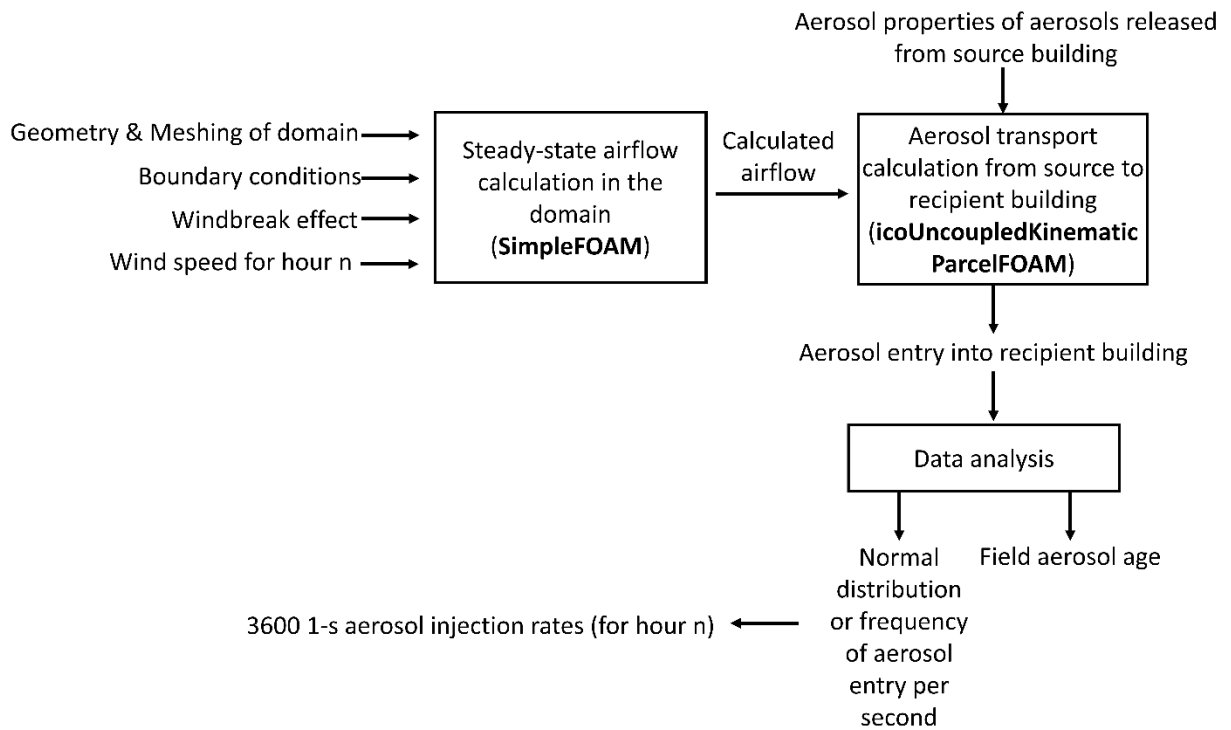 Aerosol properties of aerosols released
from source building
Geometry & Meshing of domain
Boundary conditions
Windbreak effect
Wind speed for hour n
Steady-state airflow
calculation in the
domain
(SimpleFOAM)
Calculated
airflow
Aerosol transport
calculation from source to
recipient building
(icoUncoupledKinematic
ParcelFOAM)
Aerosol entry into recipient building
Data analysis
Normal
distribution
or frequency
of aerosol
entry per
second
Field aerosol age
3600 1-s aerosol injection rates (for hour n)